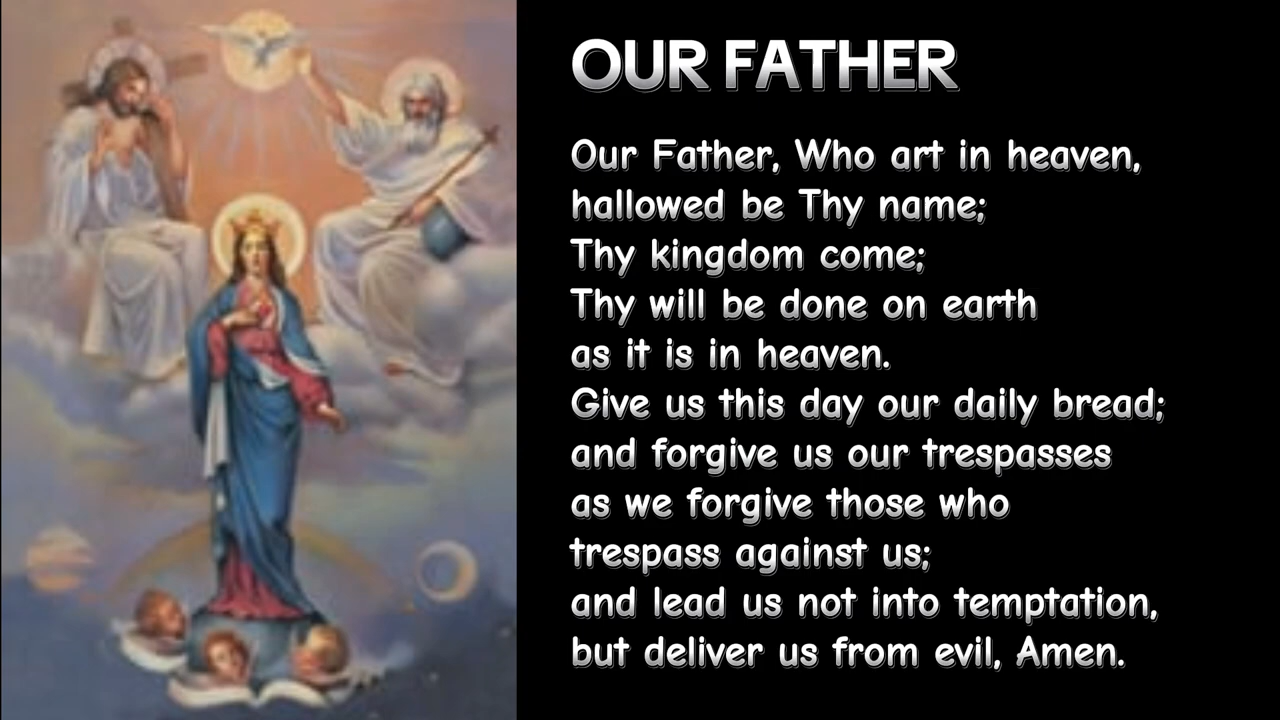 OUR FATHER
Our Father, Who art in heaven,
hallowed be Thy name;
Thy kingdom come;
Thy will be done on earth
as it is in heaven.
Give us this day our daily bread;
and forgive us our trespasses
as we forgive those who
trespass against us;
and lead us not into temptation,
but deliver us from evil, Amen.